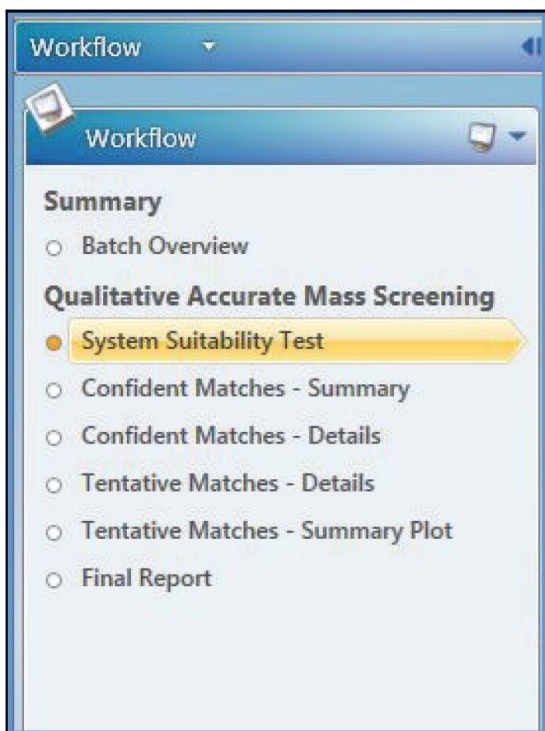 Workflow
Workflow
Summary
Batch Overview
Qualitative Accurate Mass Screening
System Suitability Test
Confident Matches - Summary
Confident Matches - Details
Tentative Matches - Details
Tentative Matches - Summary Plot
Final Report